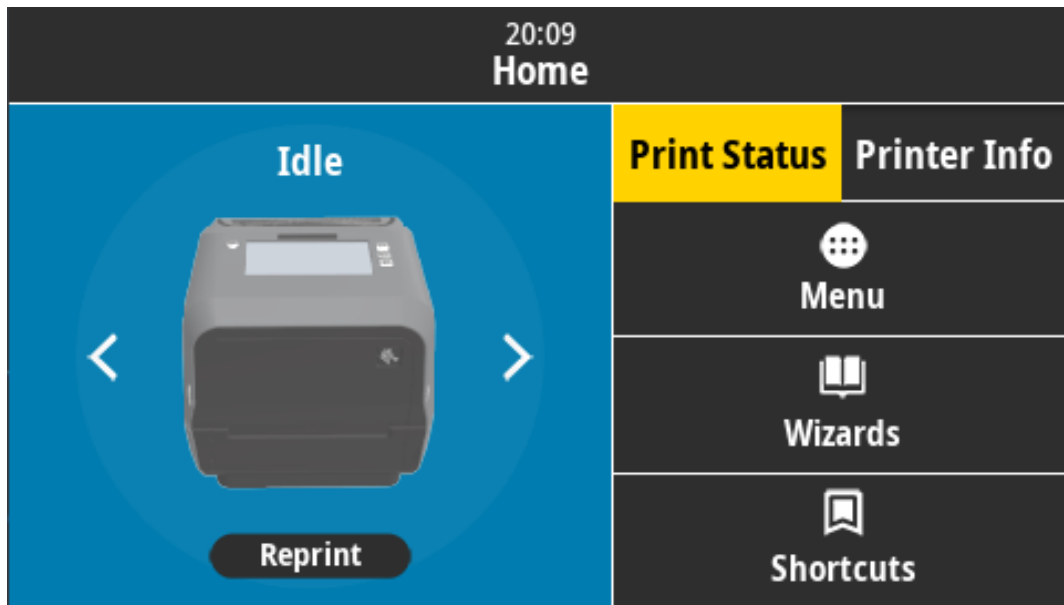 20:09
Home
Idle
Print Status
Printer Info
Menu
Wizards
Shortcuts
Reprint